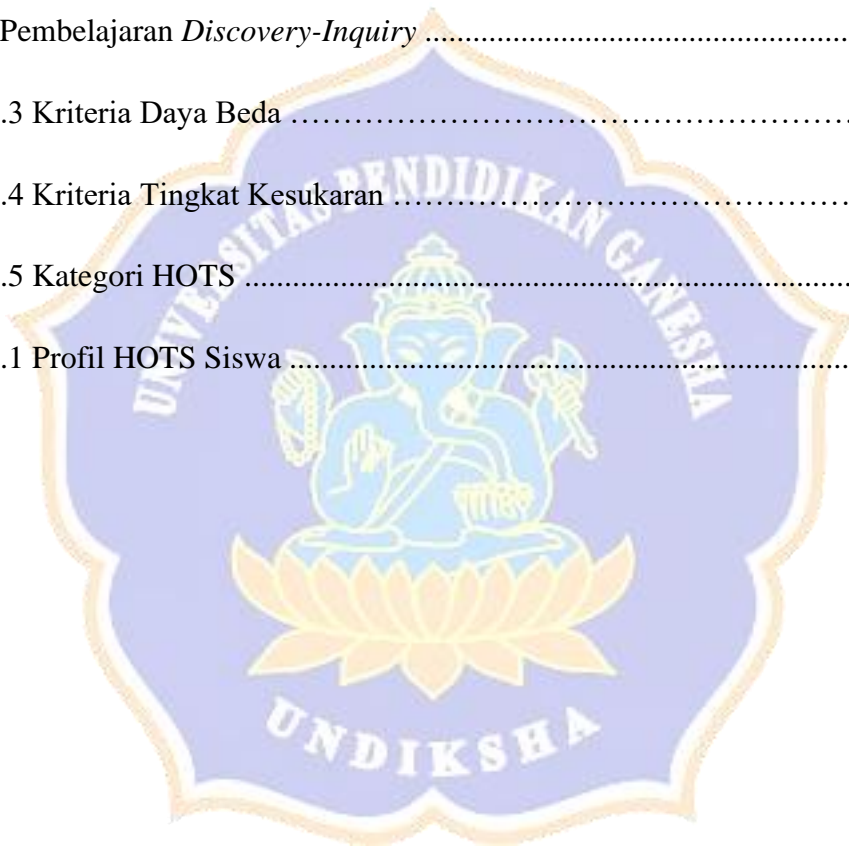 Pembelajaran Discovery-Inquiry ..........................................................
.3 Kriteria Daya Beda ……………………………………………………
.4 Kriteria Tingkat Kesukaran ……………………………………………
.5 Kategori HOTS ..............................................................................
.1 Profil HOTS Siswa ........................................................................
UNIVERSITAS PENDIDIKAN GANESHA
UNDIKSHA